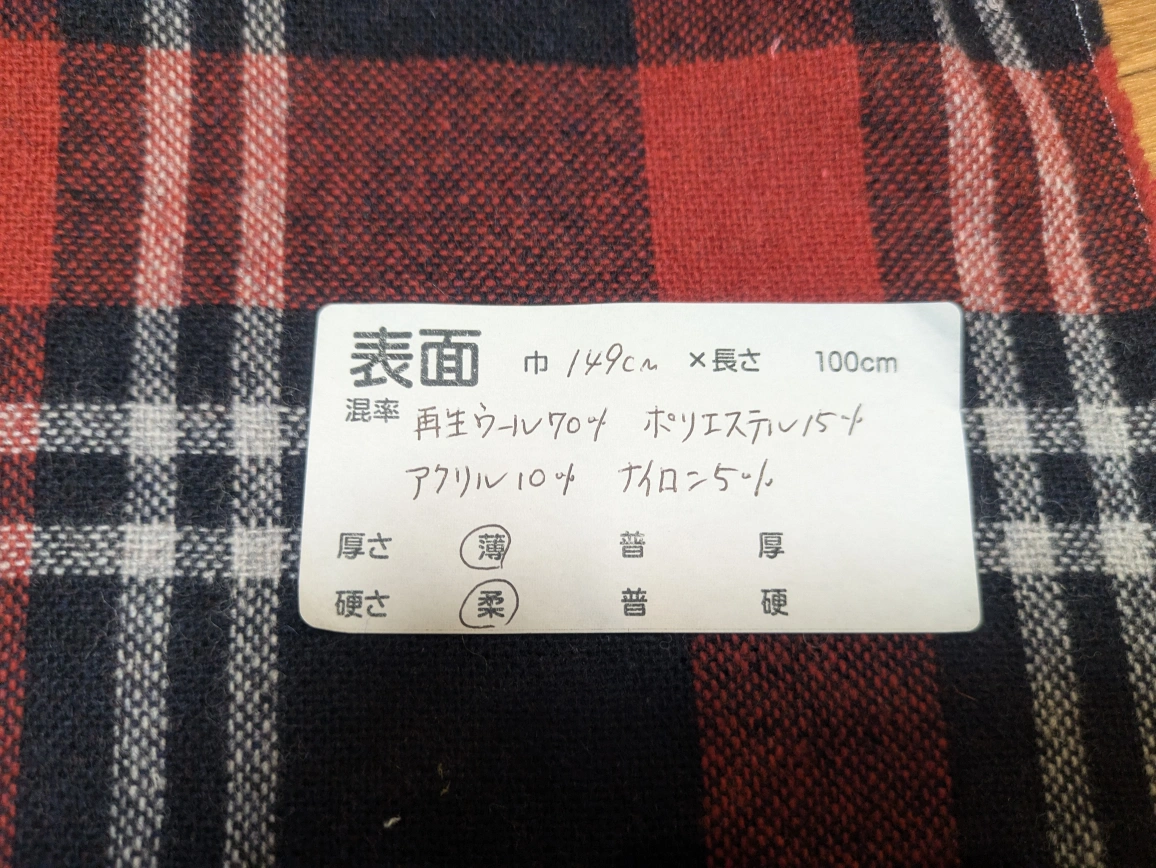 表面 巾 149cm ×長さ 100cm
混率 再生ウール70% ポリエステル15%
アクリル10% ナイロン5%
厚さ 薄 普 厚
硬さ 柔 普 硬